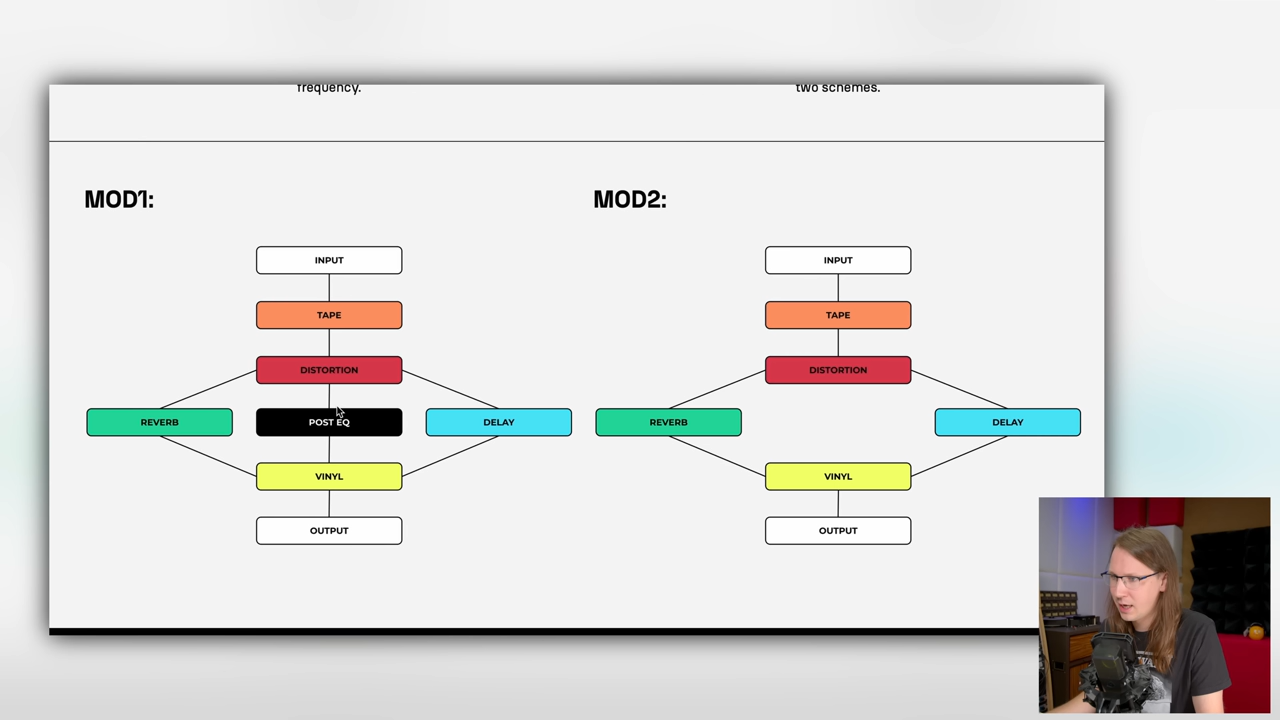 frequency.
two schemes.
MOD1:
INPUT
TAPE
DISTORTION
REVERB
POST EQ
DELAY
VINYL
OUTPUT
MOD2:
INPUT
TAPE
DISTORTION
REVERB
DELAY
VINYL
OUTPUT